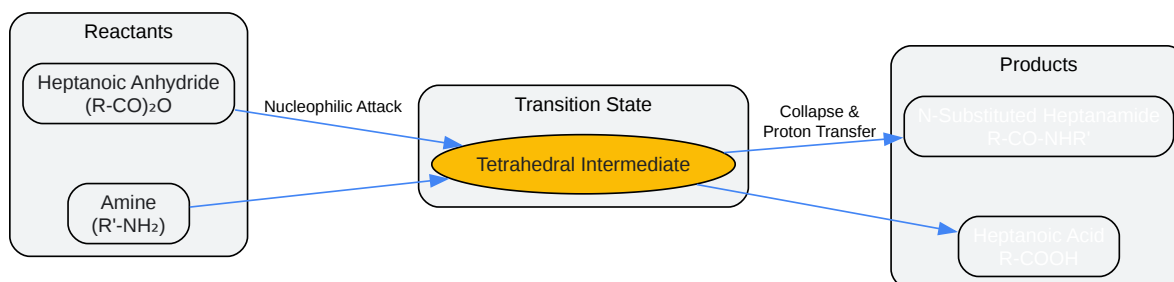 Reactants
Heptanoic Anhydride
(R-CO)₂O
Amine
(R'-NH₂)
Nucleophilic Attack
Transition State
Tetrahedral Intermediate
Collapse &
Proton Transfer
Products
N-Substituted Heptanamide
R-CO-NHR'
Heptanoic Acid
R-COOH